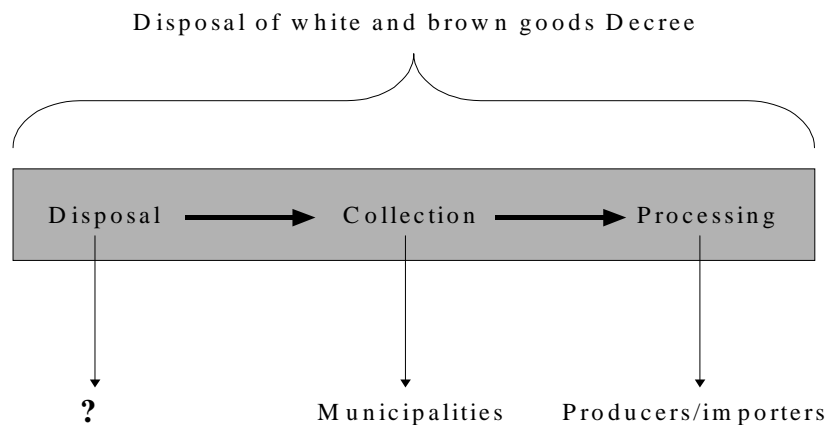 Disposal of white and brown goods Decree
Disposal Collection Processing
? Municipalities Producers/importers